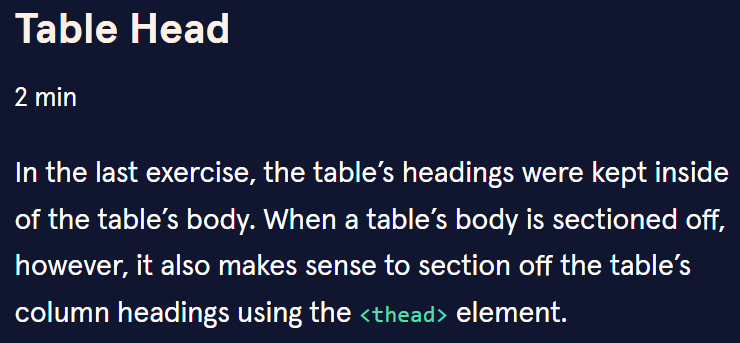 Table Head
2 min
In the last exercise, the table’s headings were kept inside
of the table’s body. When a table’s body is sectioned off,
however, it also makes sense to section off the table’s
column headings using the <thead> element.